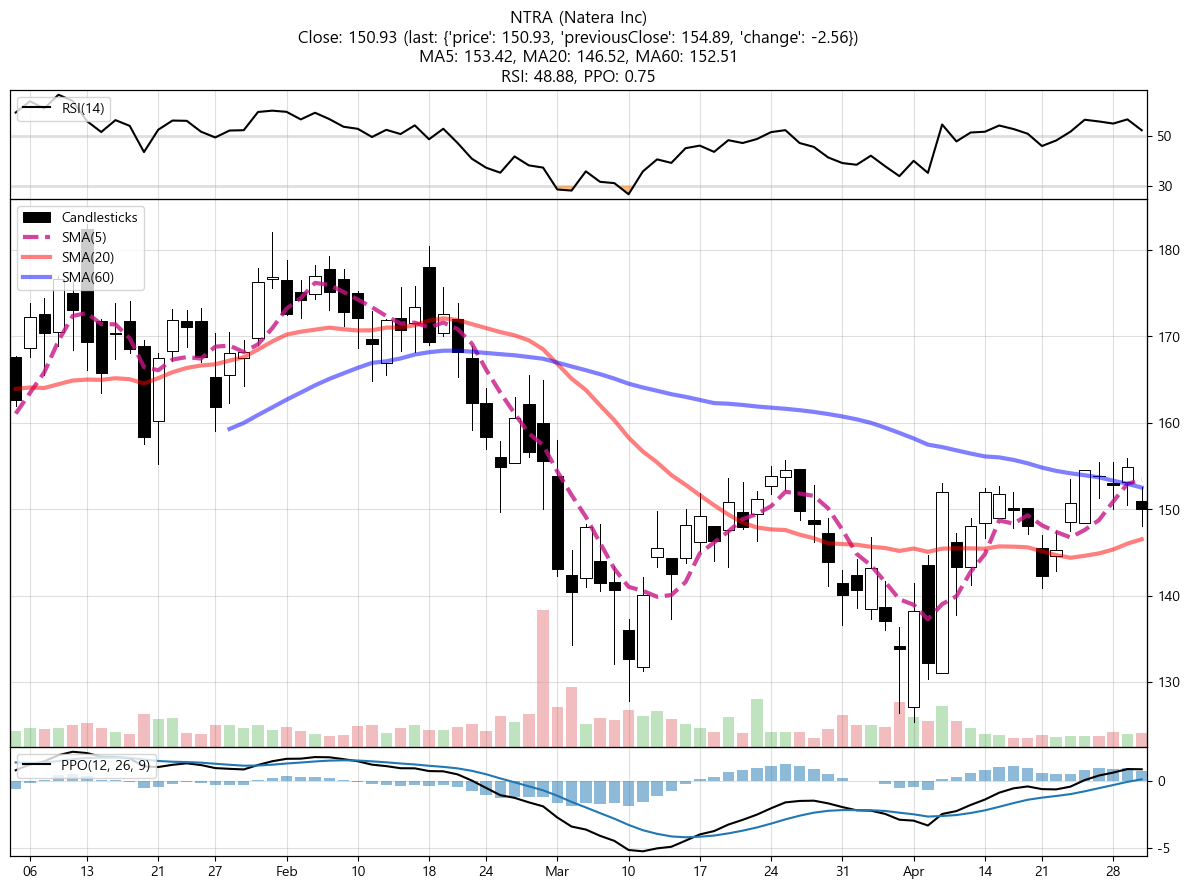 NTRA (Natera Inc)
Close: 150.93 (last: {'price': 150.93, 'previousClose': 154.89, 'change': -2.56})
MA5: 153.42, MA20: 146.52, MA60: 152.51
RSI: 48.88, PPO: 0.75
RSI(14)
50
30
Candlesticks
SMA(5)
SMA(20)
SMA(60)
180
170
160
150
140
130
PPO(12, 26, 9)
0
-5
06 13 21 27 Feb 10 18 24 Mar 10 17 24 31 Apr 14 21 28